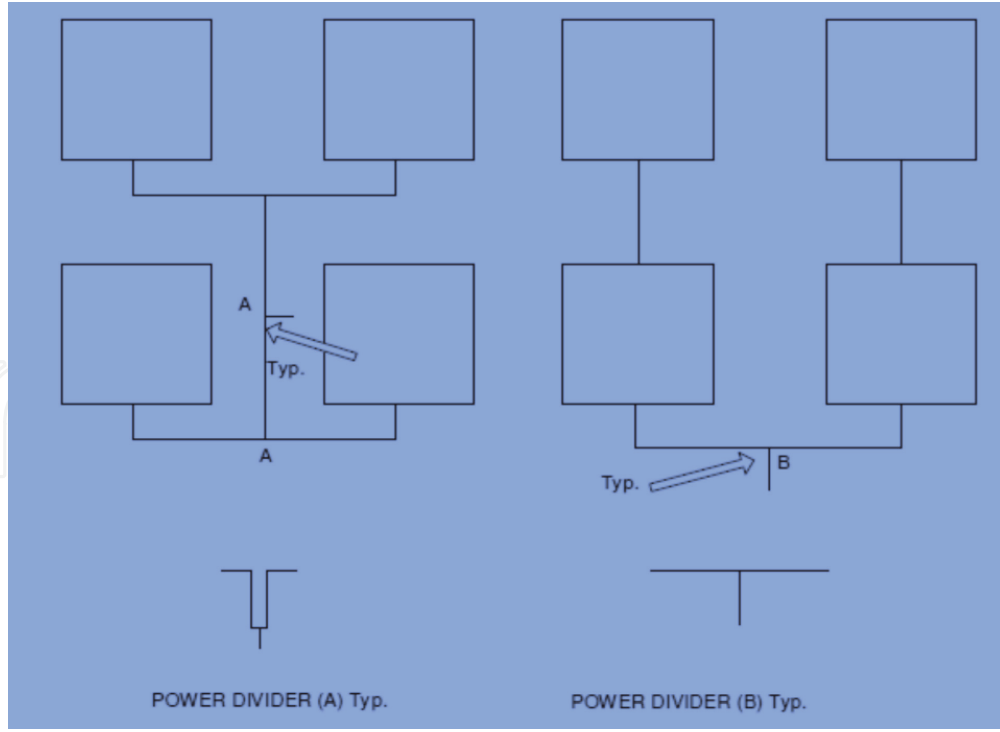 A
Typ.
A
B
Typ.
POWER DIVIDER (A) Typ.
POWER DIVIDER (B) Typ.